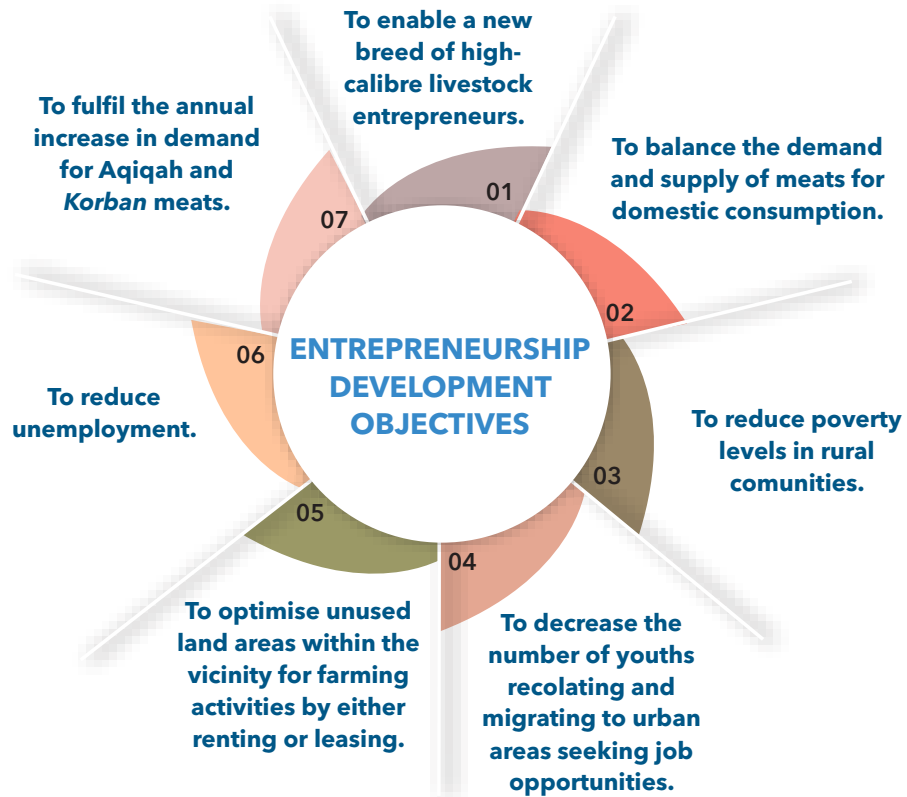 ENTREPRENEURSHIP
DEVELOPMENT
OBJECTIVES
01
To enable a new
breed of high-
calibre livestock
entrepreneurs.
02
To balance the demand
and supply of meats for
domestic consumption.
03
To reduce poverty
levels in rural
comunities.
04
To decrease the
number of youths
recolating and
migrating to urban
areas seeking job
opportunities.
05
To optimise unused
land areas within the
vicinity for farming
activities by either
renting or leasing.
06
To reduce
unemployment.
07
To fulfil the annual
increase in demand
for Aqiqah and
Korban meats.